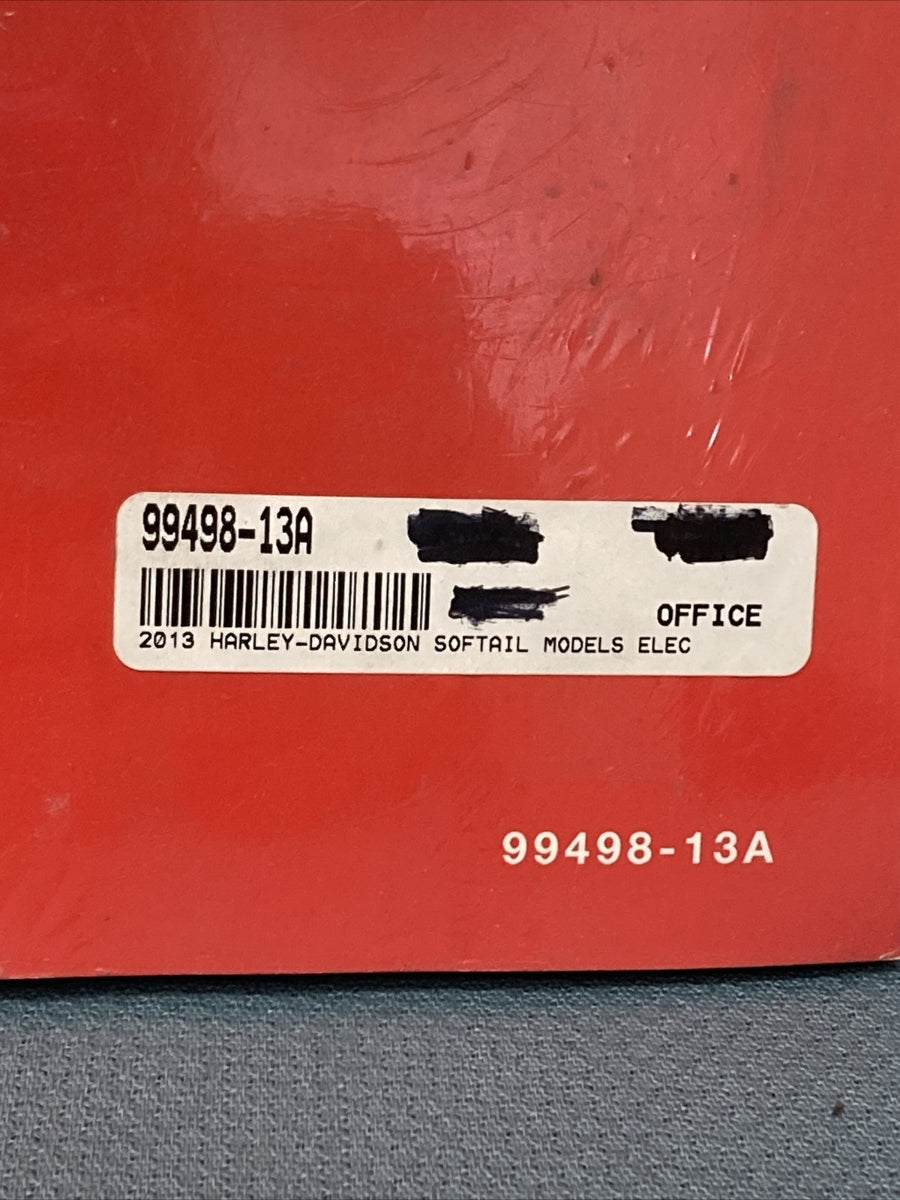 99498-13A
OFFICE
2013 HARLEY-DAVIDSON SOFTAIL MODELS ELEC
99498-13A